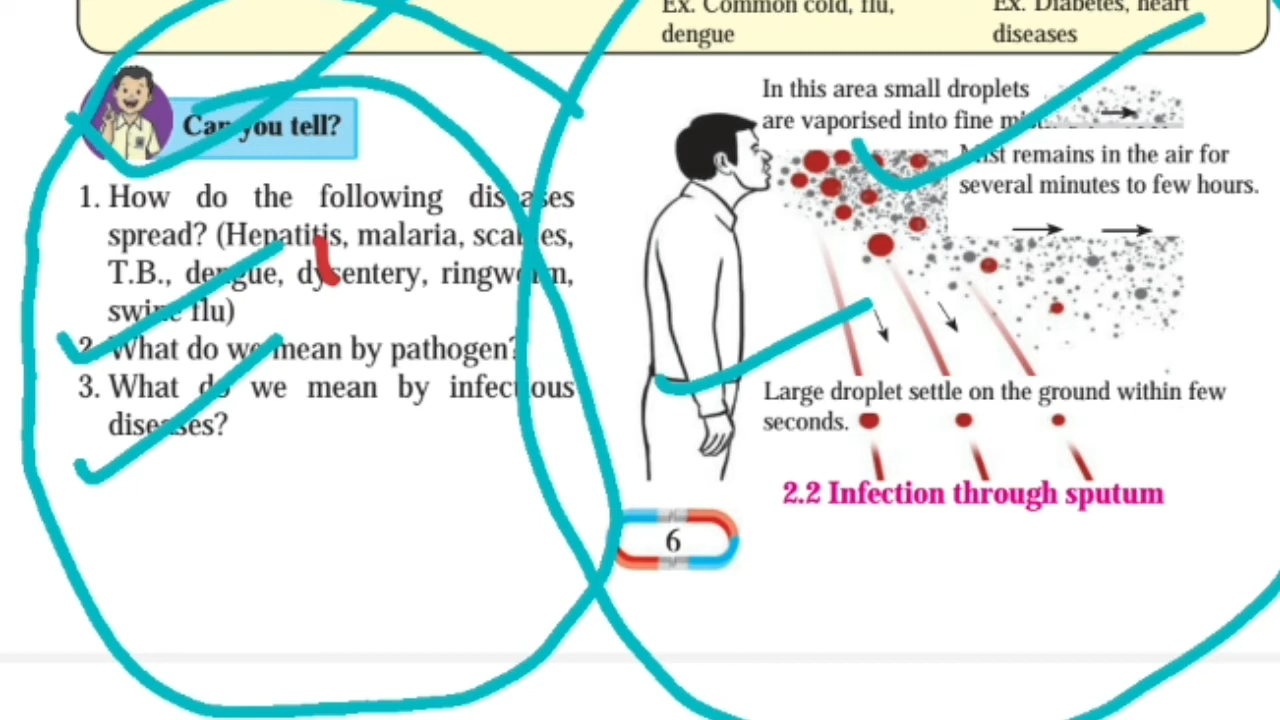 Ex. Common cold, flu,
dengue
Ex. Diabetes, heart
diseases
Can you tell?
1. How do the following diseases
spread? (Hepatitis, malaria, scabies,
T.B., dengue, dysentery, ringworm,
swine flu)
2. What do we mean by pathogen?
3. What do we mean by infectious
diseases?
In this area small droplets
are vaporised into fine
Mist remains in the air for
several minutes to few hours.
Large droplet settle on the ground within few
seconds.
2.2 Infection through sputum
6